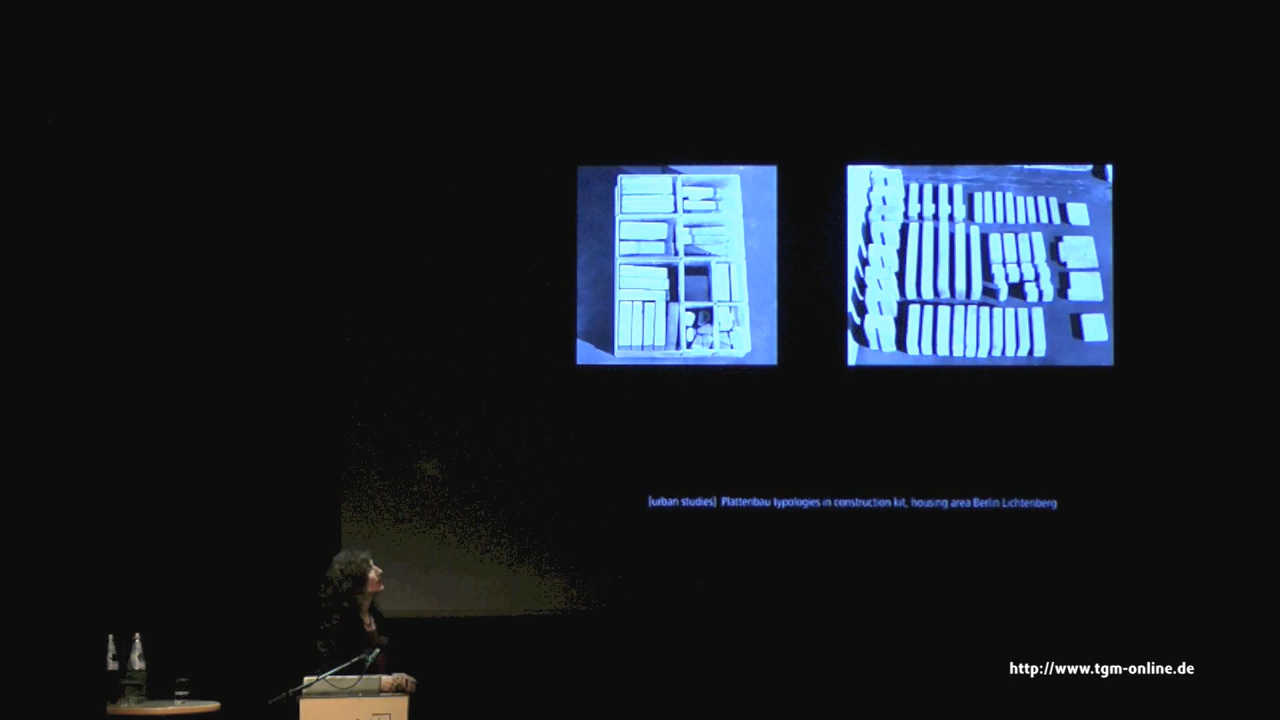 [urban studies] Plattenbau typologies in construction kit, housing area Berlin Lichtenberg
http://www.tgm-online.de